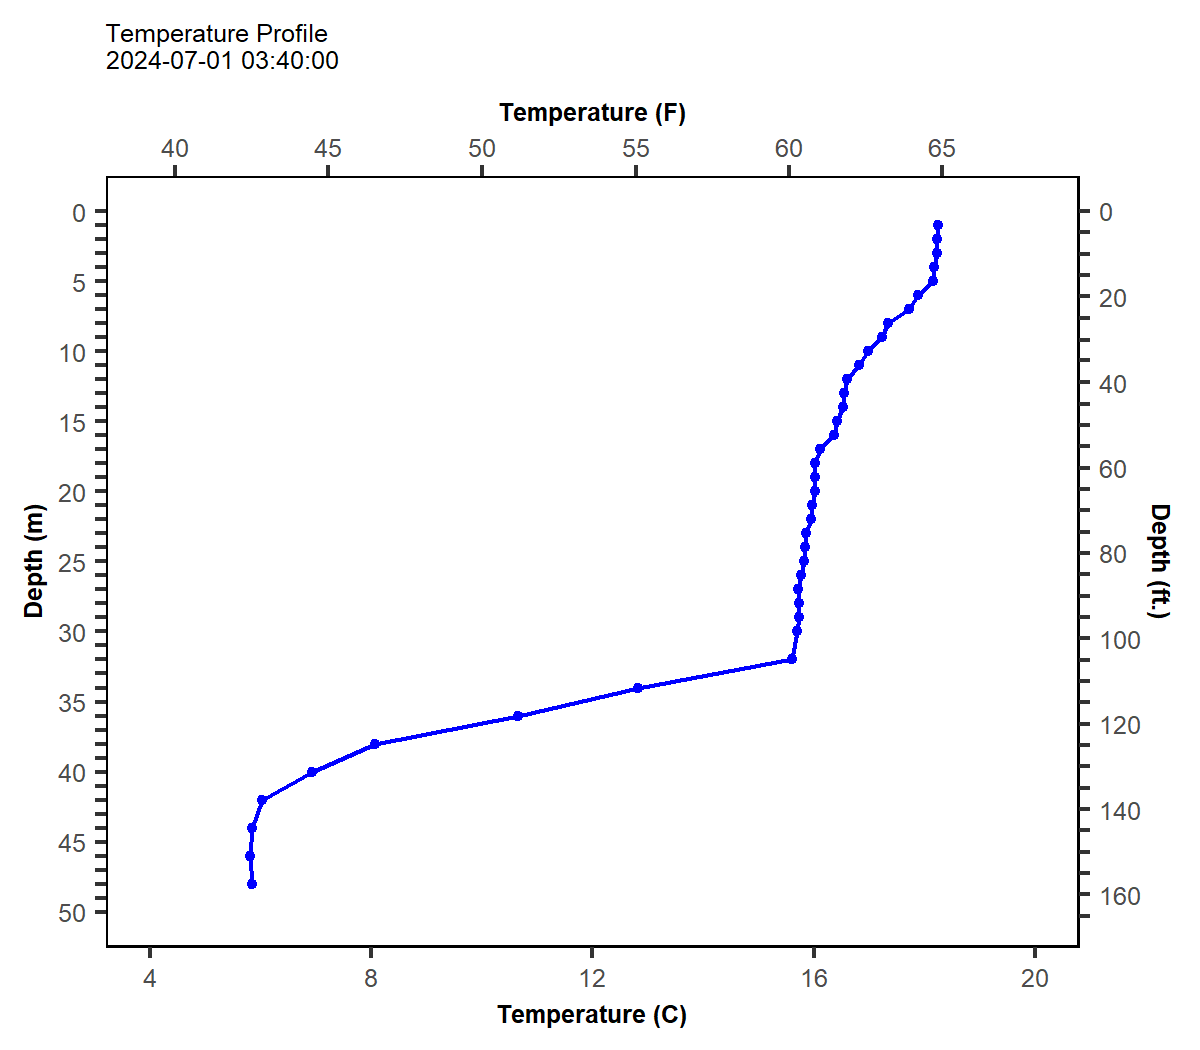 Temperature Profile
2024-07-01 03:40:00
Temperature (F)
40 45 50 55 60 65
0 5 10 15 20 25 30 35 40 45 50
Depth (m)
0 20 40 60 80 100 120 140 160
Depth (ft.)
4 8 12 16 20
Temperature (C)